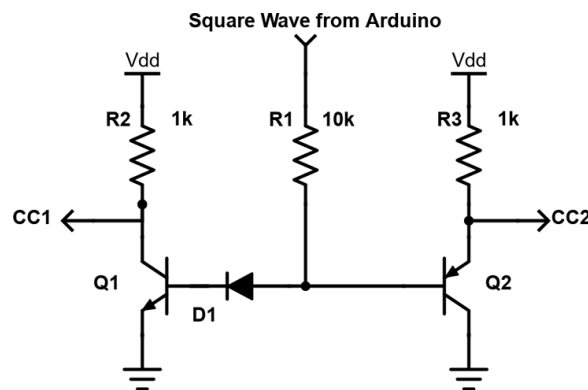 Square Wave from Arduino
Vdd
Vdd
R2 1k
R1 10k
R3 1k
CC1
CC2
Q1
D1
Q2